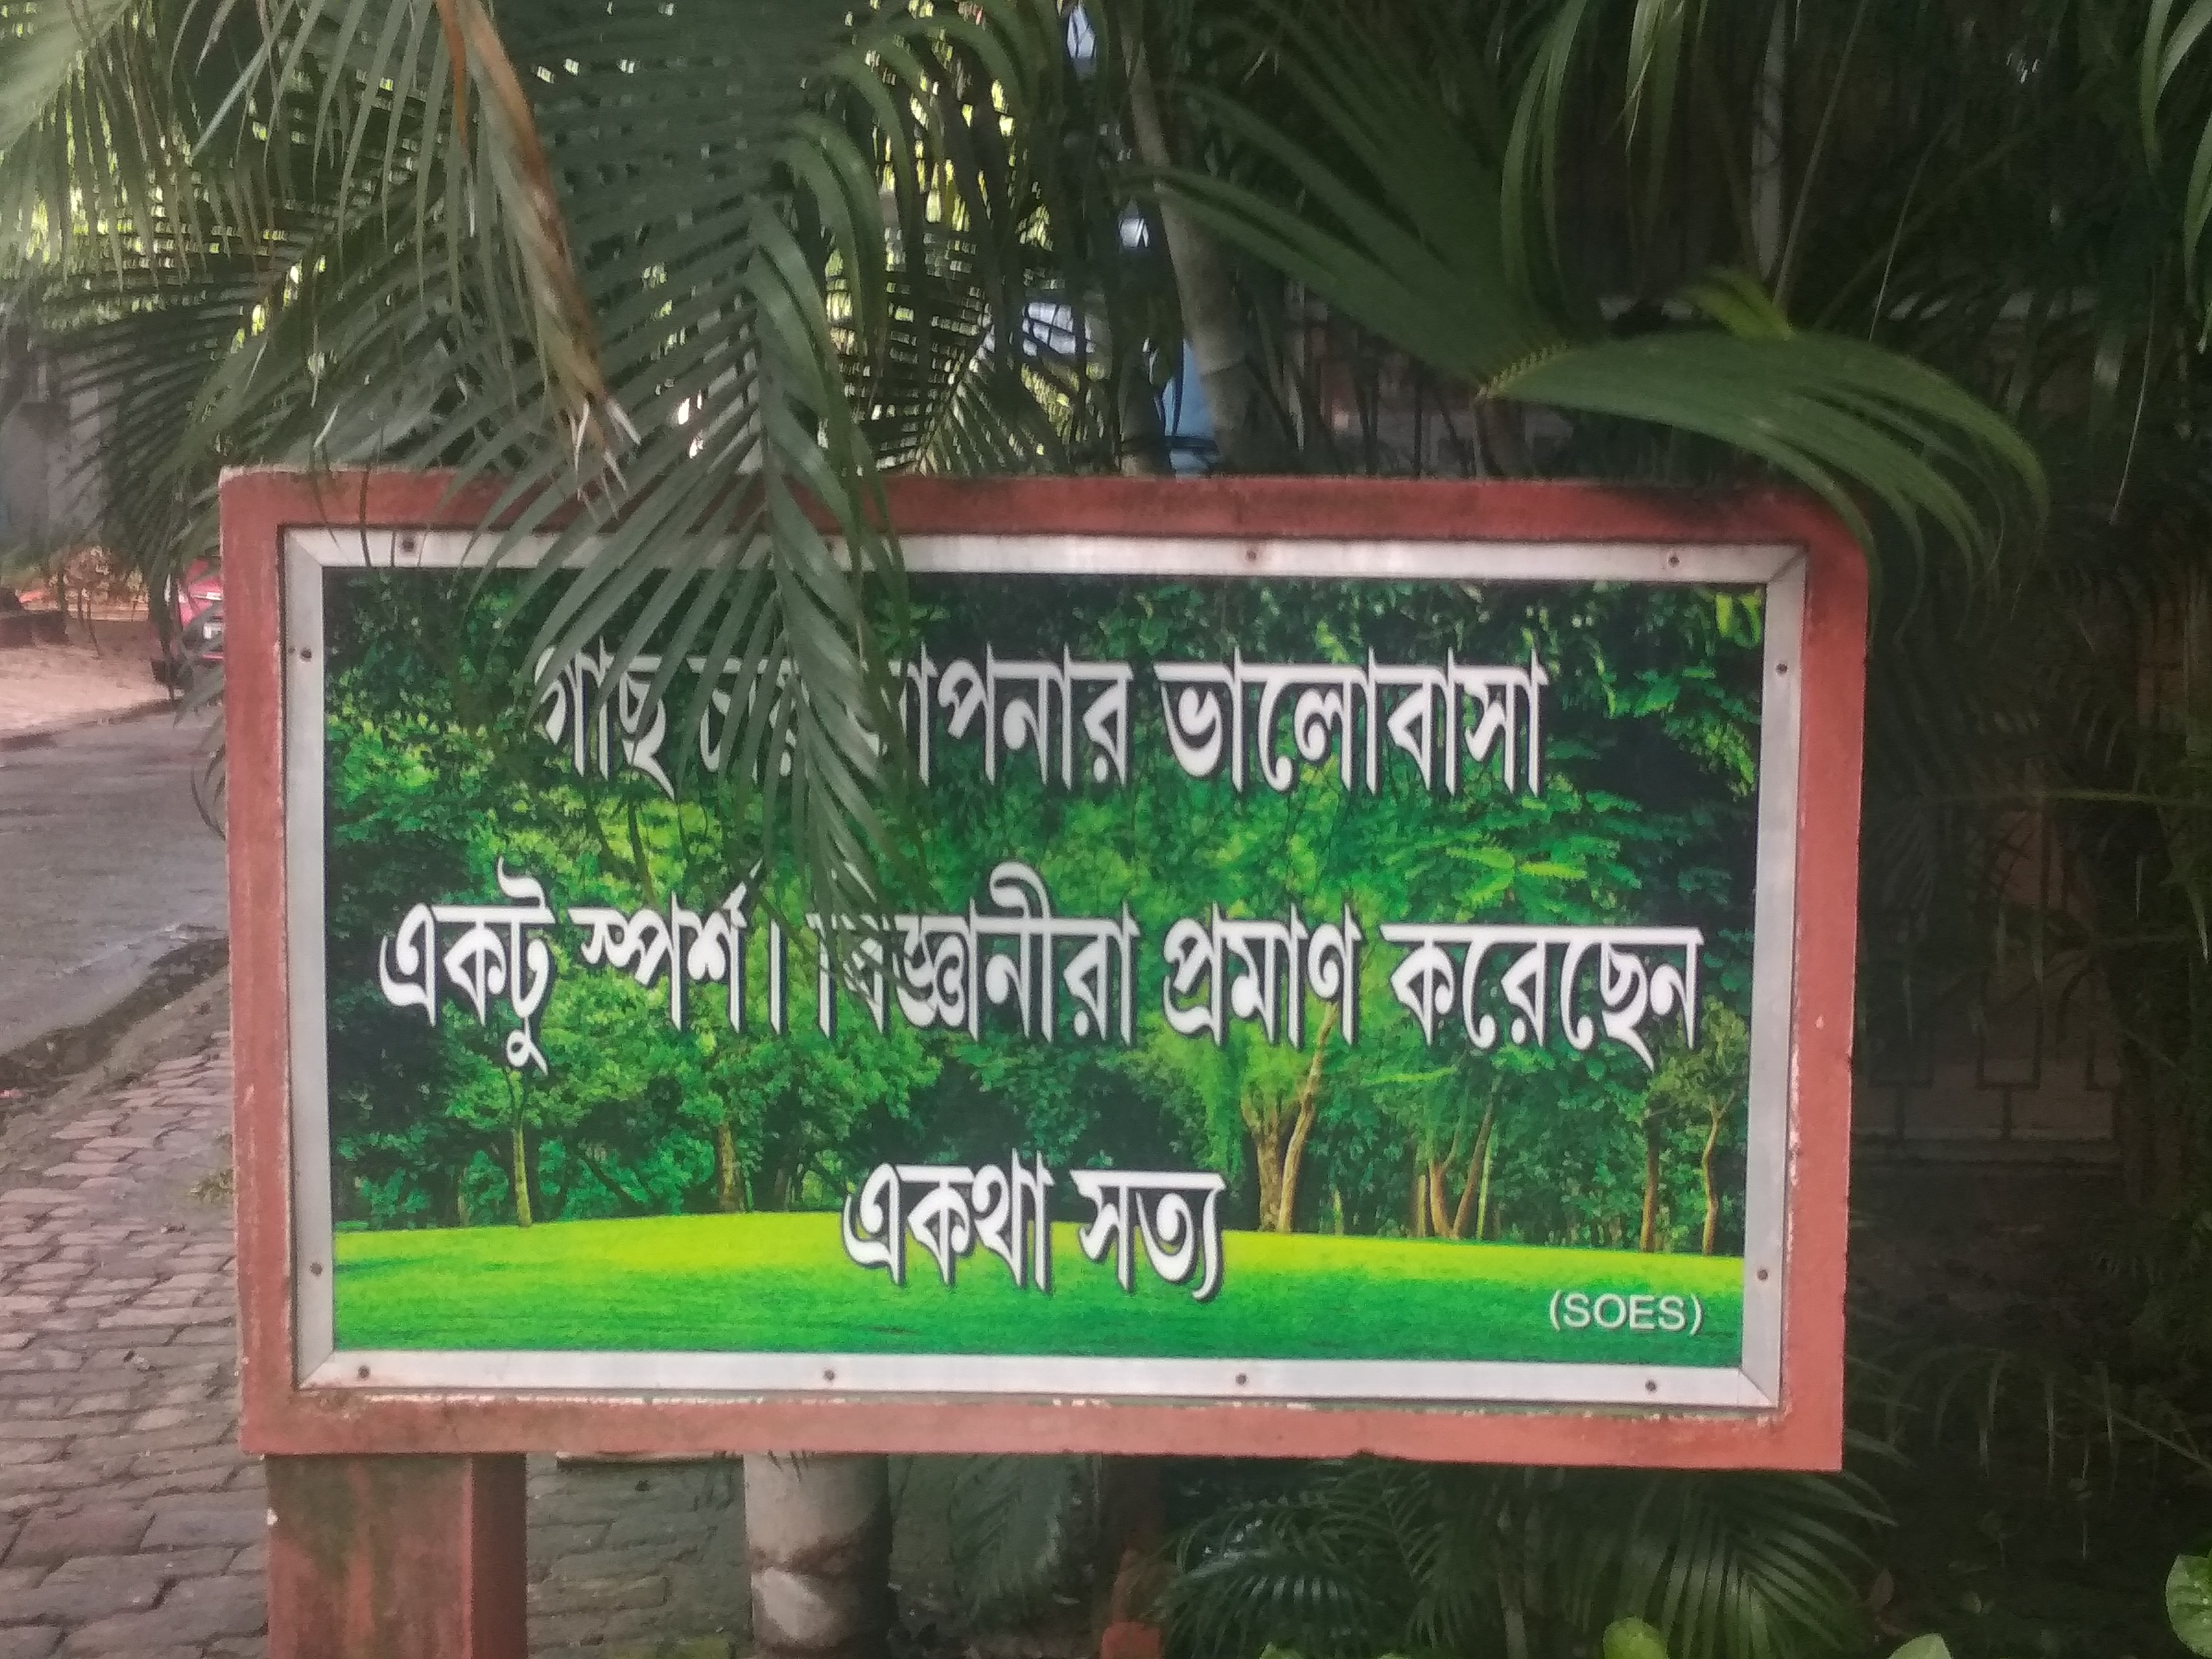 গাছ চায় আপনার ভালোবাসা
একটু স্পর্শ। বিজ্ঞানীরা প্রমাণ করেছেন
একথা সত্য
(SOES)